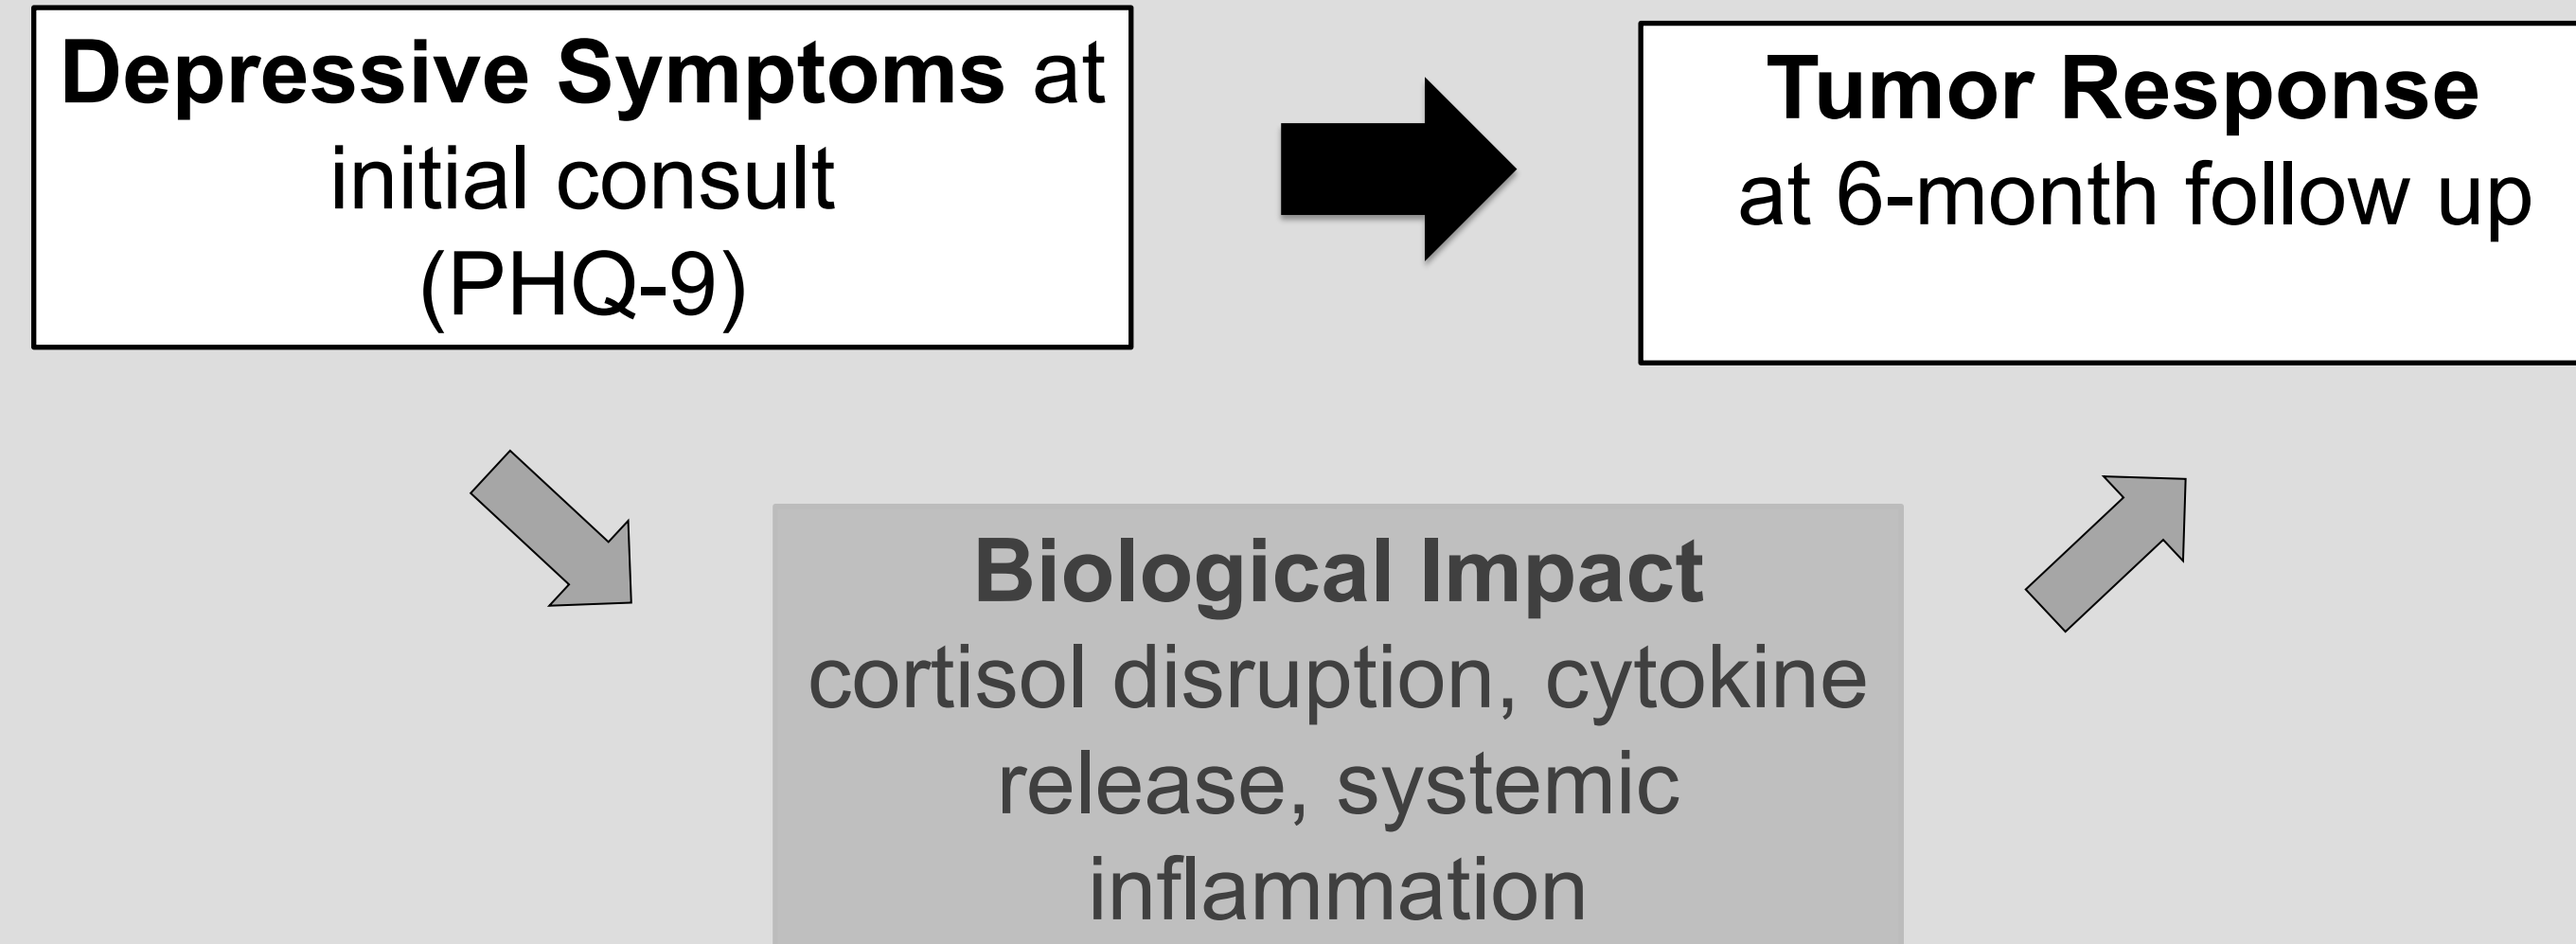 Depressive Symptoms at
initial consult
(PHQ-9)
Tumor Response
at 6-month follow up
Biological Impact
cortisol disruption, cytokine
release, systemic
inflammation